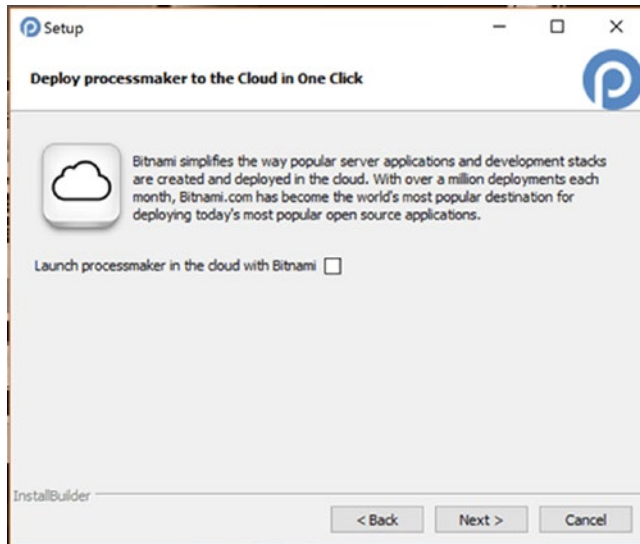 Setup
Deploy processmaker to the Cloud in One Click
Bitnami simplifies the way popular server applications and development stacks
are created and deployed in the cloud. With over a million deployments each
month, Bitnami.com has become the world's most popular destination for
deploying today's most popular open source applications.
Launch processmaker in the cloud with Bitnami
InstallBuilder
< Back Next > Cancel